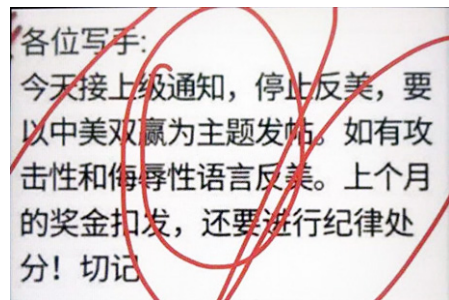 各位写手:
今天接上级通知，停止反美，要
以中美双赢为主题发帖。如有攻
击性和侮辱性语言反美。上个月
的奖金扣发，还要进行纪律处
分！切记